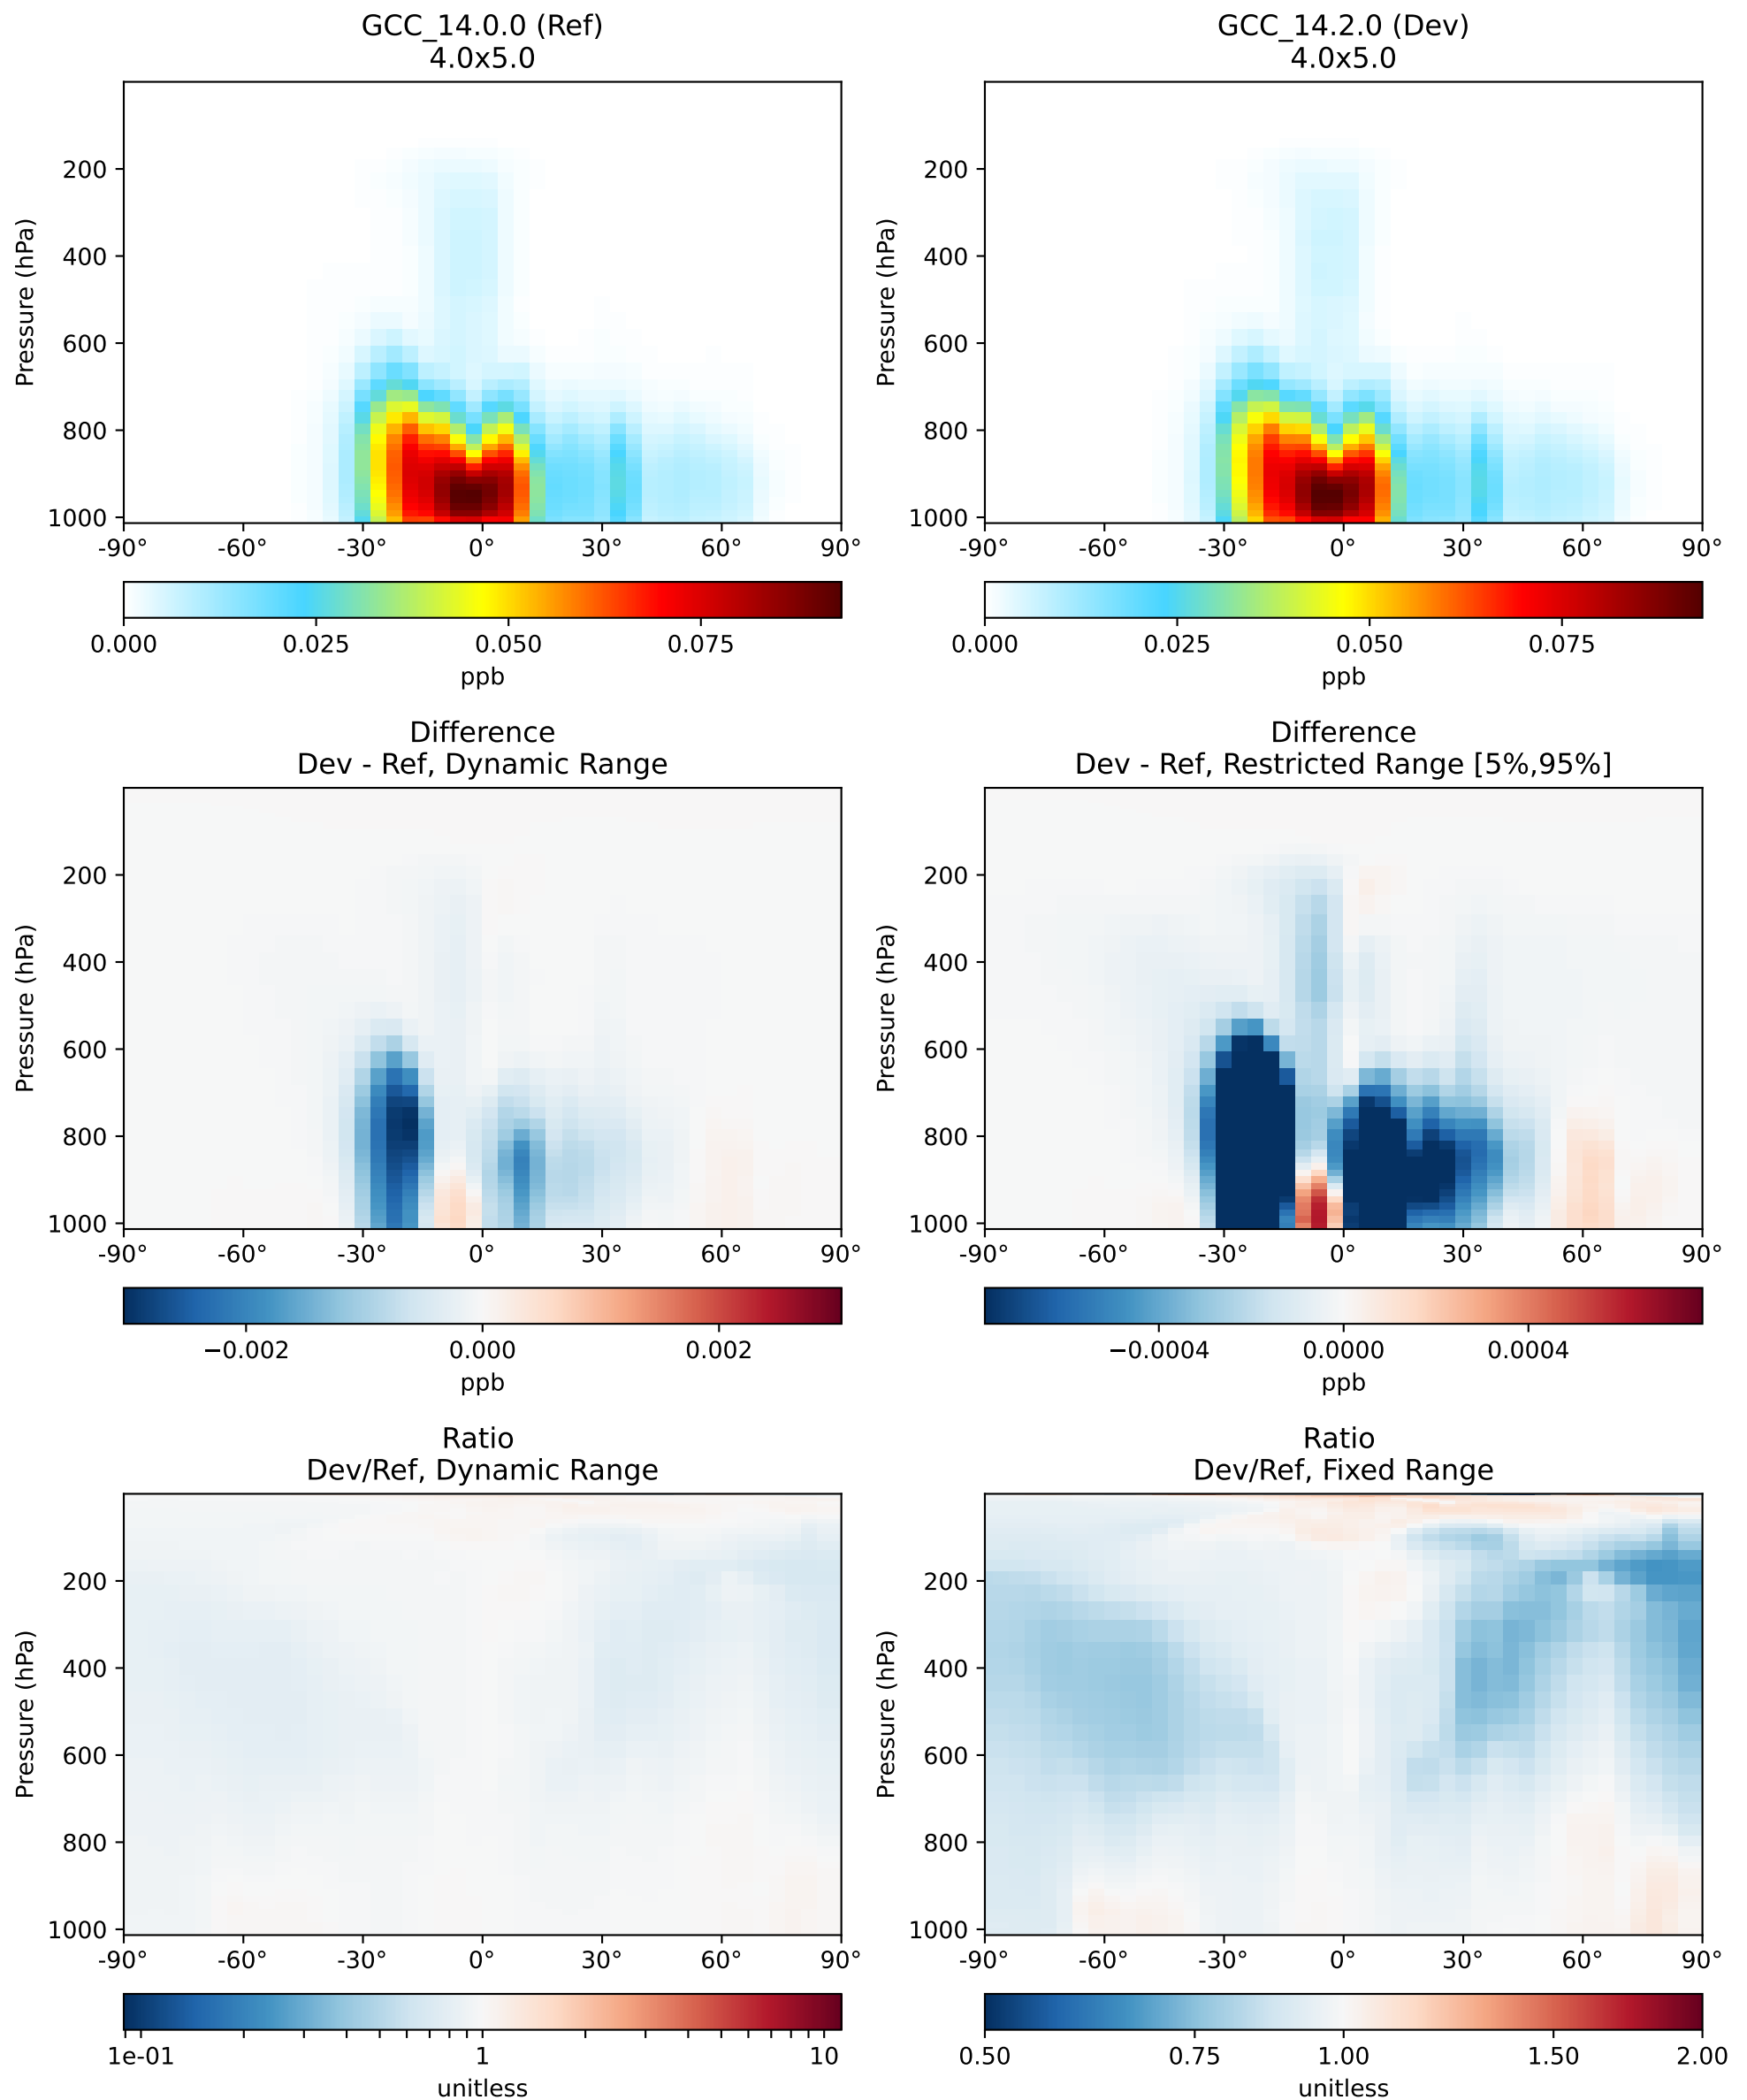 GCC_14.0.0 (Ref)
4.0x5.0
Pressure (hPa)
200
400
600
800
1000
-90° -60° -30° 0° 30° 60° 90°
0.000 0.025 0.050 0.075
ppb
GCC_14.2.0 (Dev)
4.0x5.0
Pressure (hPa)
200
400
600
800
1000
-90° -60° -30° 0° 30° 60° 90°
0.000 0.025 0.050 0.075
ppb
Difference
Dev - Ref, Dynamic Range
Pressure (hPa)
200
400
600
800
1000
-90° -60° -30° 0° 30° 60° 90°
−0.002 0.000 0.002
ppb
Difference
Dev - Ref, Restricted Range [5%,95%]
Pressure (hPa)
200
400
600
800
1000
-90° -60° -30° 0° 30° 60° 90°
−0.0004 0.0000 0.0004
ppb
Ratio
Dev/Ref, Dynamic Range
Pressure (hPa)
200
400
600
800
1000
-90° -60° -30° 0° 30° 60° 90°
1e-01 1 10
unitless
Ratio
Dev/Ref, Fixed Range
Pressure (hPa)
200
400
600
800
1000
-90° -60° -30° 0° 30° 60° 90°
0.50 0.75 1.00 1.50 2.00
unitless